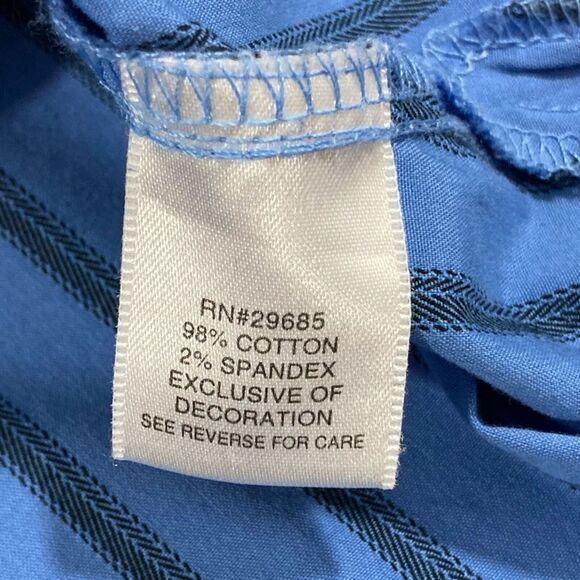 RN#29685
98% COTTON
2% SPANDEX
EXCLUSIVE OF
DECORATION
SEE REVERSE FOR CARE